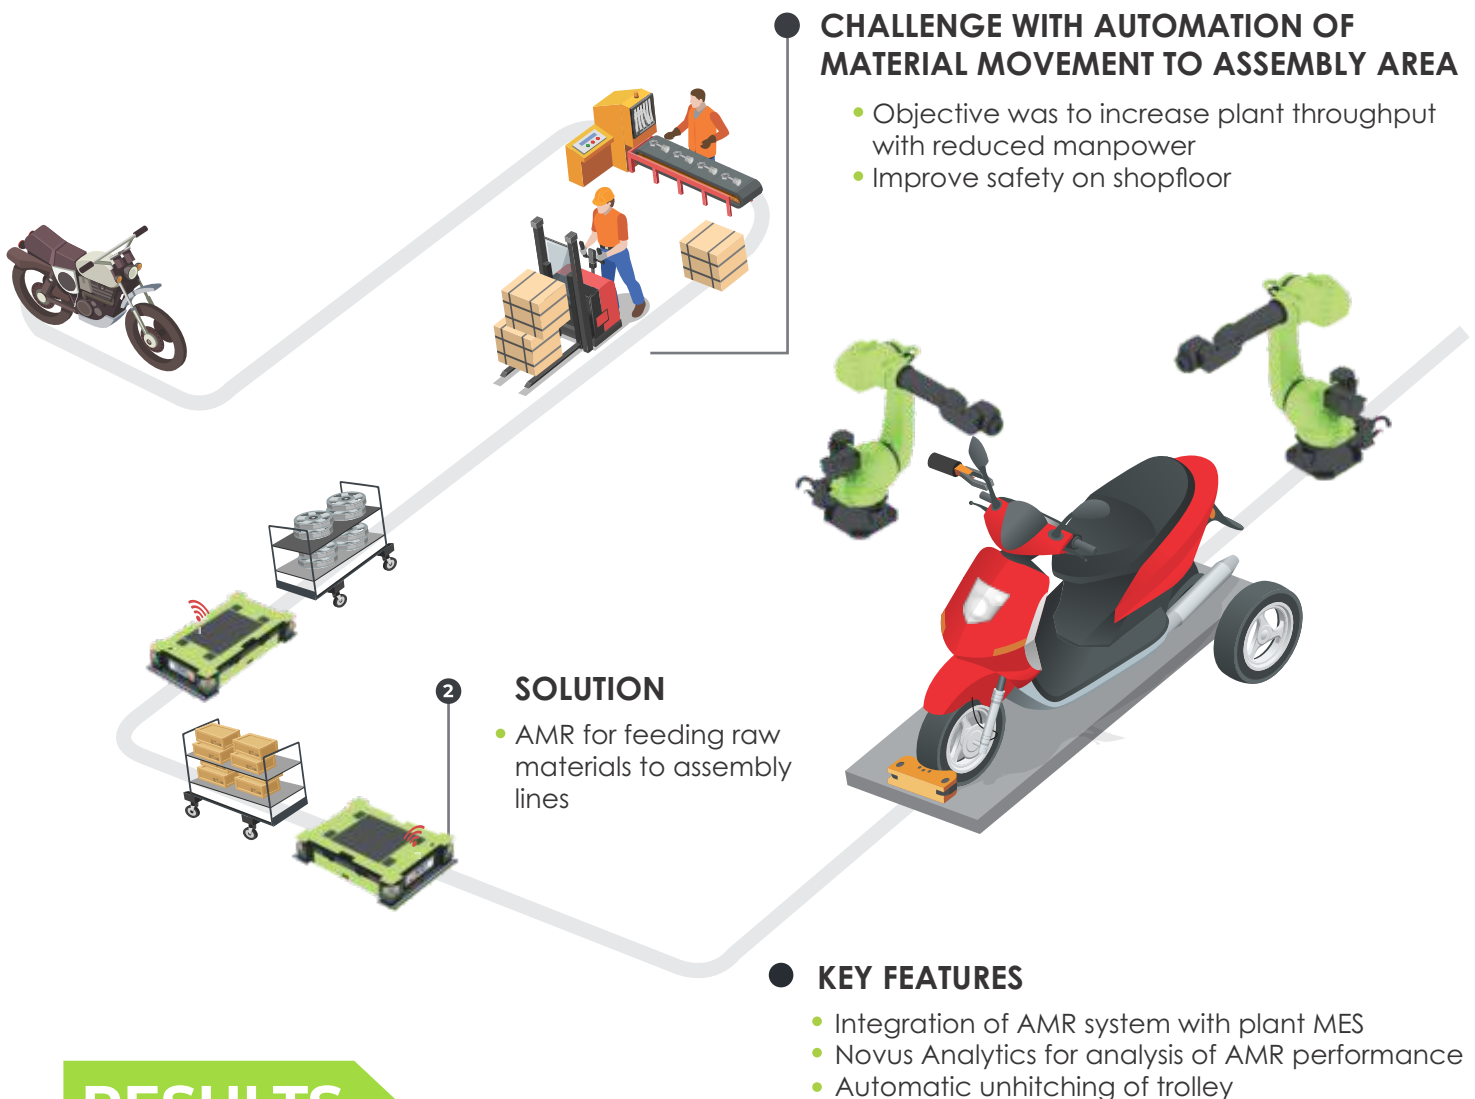 CHALLENGE WITH AUTOMATION OF
MATERIAL MOVEMENT TO ASSEMBLY AREA
• Objective was to increase plant throughput
with reduced manpower
• Improve safety on shopfloor
2
SOLUTION
• AMR for feeding raw
materials to assembly
lines
KEY FEATURES
• Integration of AMR system with plant MES
• Novus Analytics for analysis of AMR performance
• Automatic unhitching of trolley
RESULTS